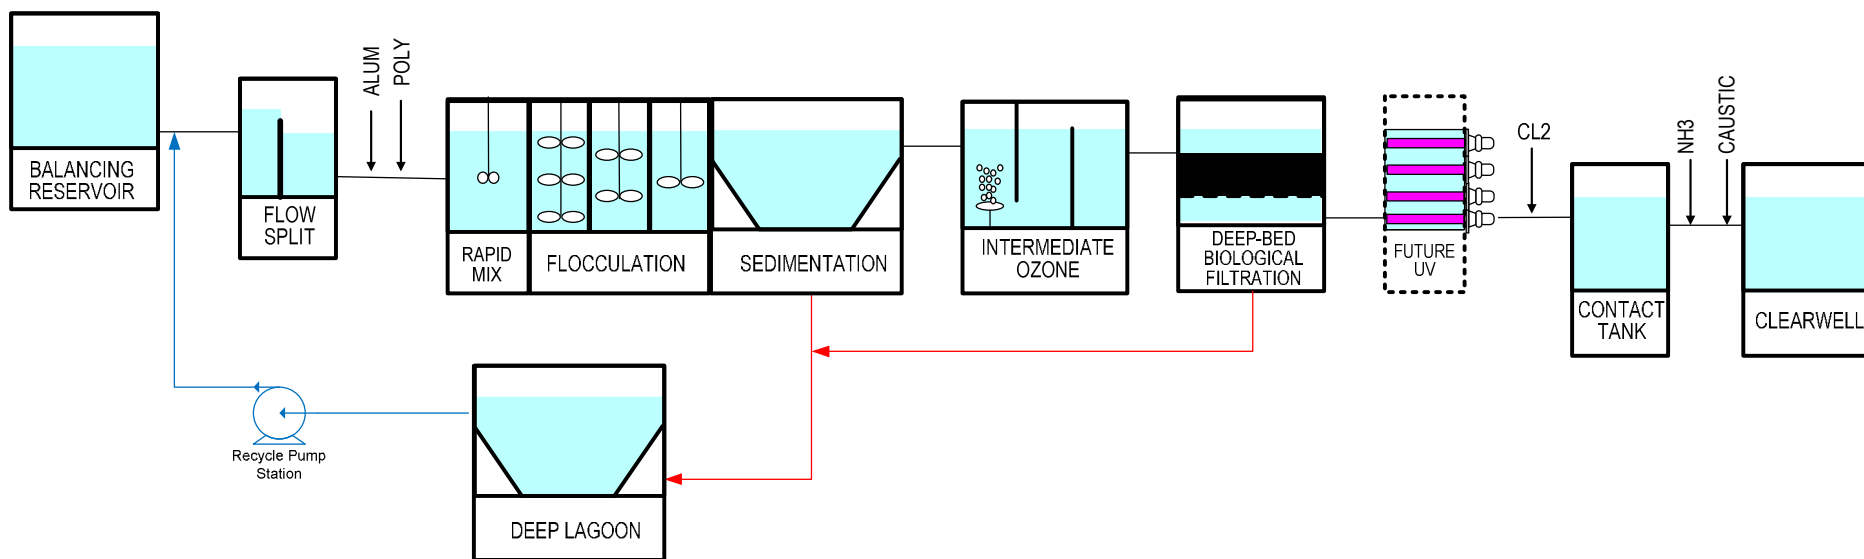 ALUM
POLY
CL2
NH3
CAUSTIC
BALANCING
RESERVOIR
FLOW
SPLIT
RAPID
MIX
FLOCCULATION
SEDIMENTATION
INTERMEDIATE
OZONE
DEEP-BED
BIOLOGICAL
FILTRATION
FUTURE
UV
CONTACT
TANK
CLEARWELL
Recycle Pump
Station
DEEP LAGOON